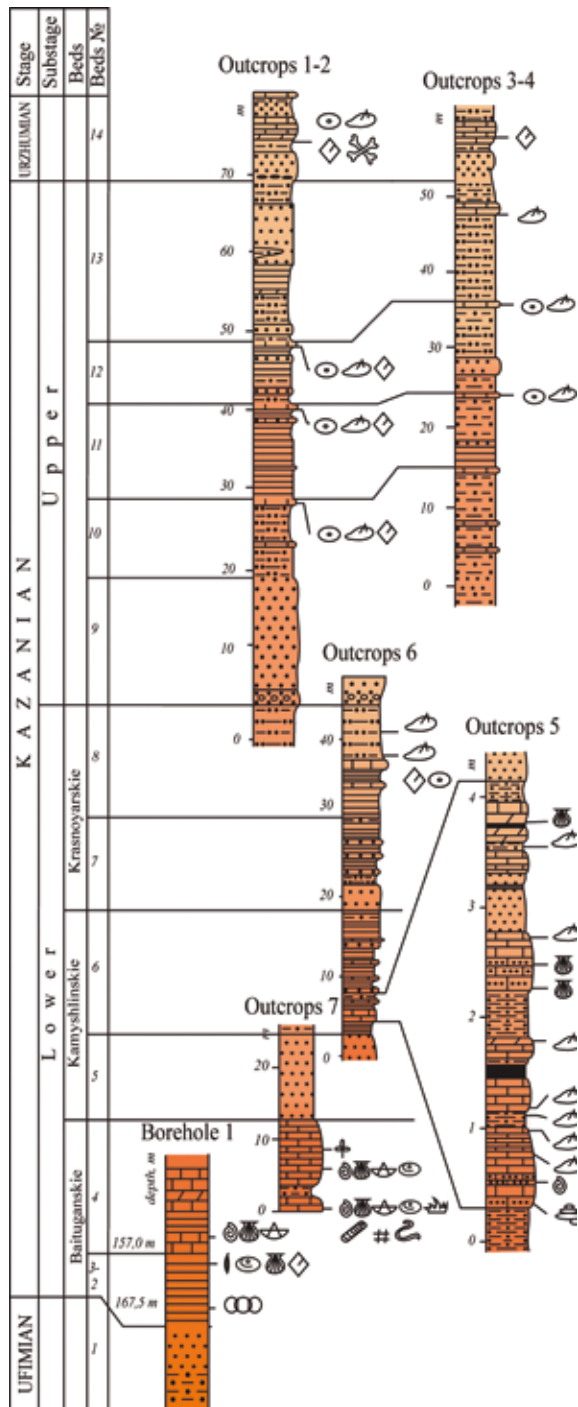 Stage
Substage
Beds
Beds №
URZHUMIAN
KAZANIAN
UFIMIAN
Upper
Lower
Krasnoyarskie
Kamyshlinskie
Baituganskie
14
13
12
11
10
9
8
7
6
5
4
3-
2
1
Outcrops 1-2
m
70
60
50
40
30
20
10
0
Outcrops 3-4
m
50
40
30
20
10
0
Outcrops 6
m
40
30
20
10
0
Outcrops 5
m
4
3
2
1
0
Outcrops 7
m
20
10
0
Borehole 1
depth, m
157,0 m
167,5 m